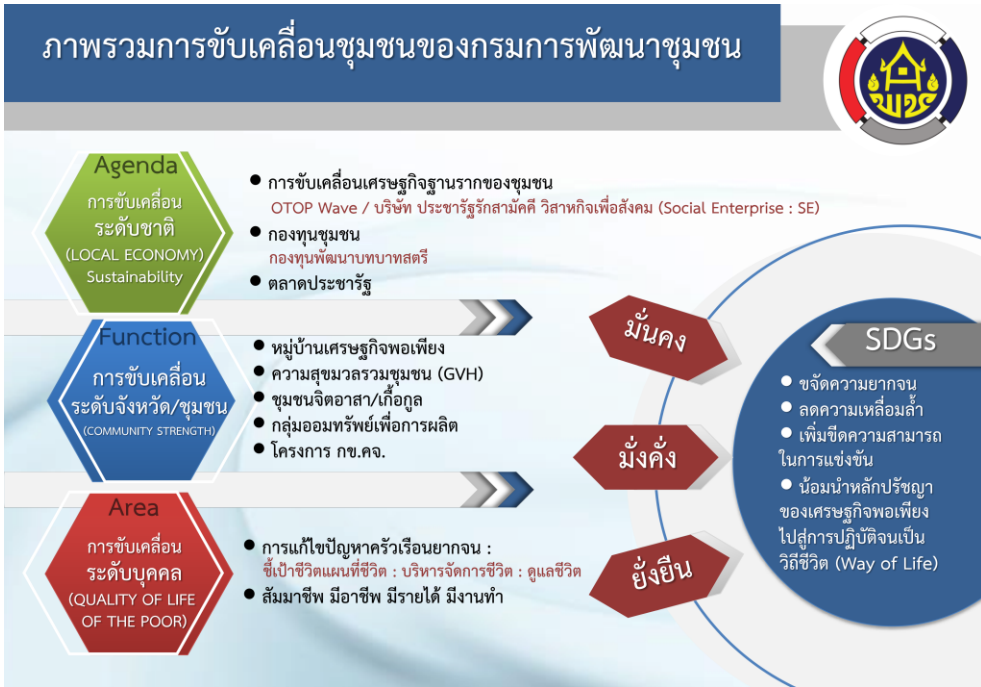 ภาพรวมการขับเคลื่อนชุมชนของกรมการพัฒนาชุมชน
พช
Agenda
การขับเคลื่อน
ระดับชาติ
(LOCAL ECONOMY)
Sustainability
● การขับเคลื่อนเศรษฐกิจฐานรากของชุมชน
OTOP Wave / บริษัท ประชารัฐรักสามัคคี วิสาหกิจเพื่อสังคม (Social Enterprise : SE)
● กองทุนชุมชน
กองทุนพัฒนาบทบาทสตรี
● ตลาดประชารัฐ
Function
การขับเคลื่อน
ระดับจังหวัด/ชุมชน
(COMMUNITY STRENGTH)
● หมู่บ้านเศรษฐกิจพอเพียง
● ความสุขมวลรวมชุมชน (GVH)
● ชุมชนจิตอาสา/เกื้อกูล
● กลุ่มออมทรัพย์เพื่อการผลิต
● โครงการ กข.คจ.
Area
การขับเคลื่อน
ระดับบุคคล
(QUALITY OF LIFE
OF THE POOR)
● การแก้ไขปัญหาครัวเรือนยากจน :
ชี้เป้าชีวิตแผนที่ชีวิต : บริหารจัดการชีวิต : ดูแลชีวิต
● สัมมาชีพ มีอาชีพ มีรายได้ มีงานทำ
มั่นคง
มั่งคั่ง
ยั่งยืน
SDGs
● ขจัดความยากจน
● ลดความเหลื่อมล้ำ
● เพิ่มขีดความสามารถ
ในการแข่งขัน
● น้อมนำหลักปรัชญา
ของเศรษฐกิจพอเพียง
ไปสู่การปฏิบัติจนเป็น
วิถีชีวิต (Way of Life)